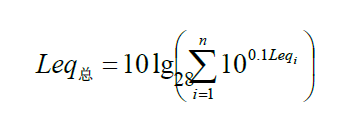 Leq总 = 10 lg ( n ∑ i=1 10^0.1Leq_i )
28